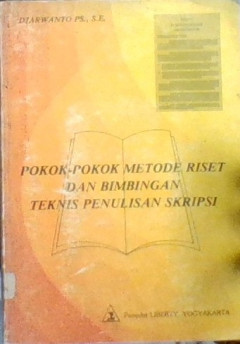 DJARWANTO PS., S.E.
POKOK-POKOK METODE RISET
DAN BIMBINGAN
TEKNIS PENULISAN SKRIPSI
Penerbit LIBERTY, YOGYAKARTA